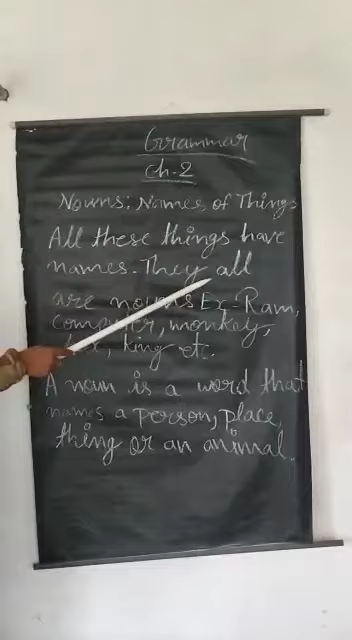 Grammar
Ch-2
Nouns: Names of Things
All these things have
names. They all
are nouns Ex-Ram,
computer, monkey,
king etc.
A noun is a word that
names a person, place,
thing or an animal.